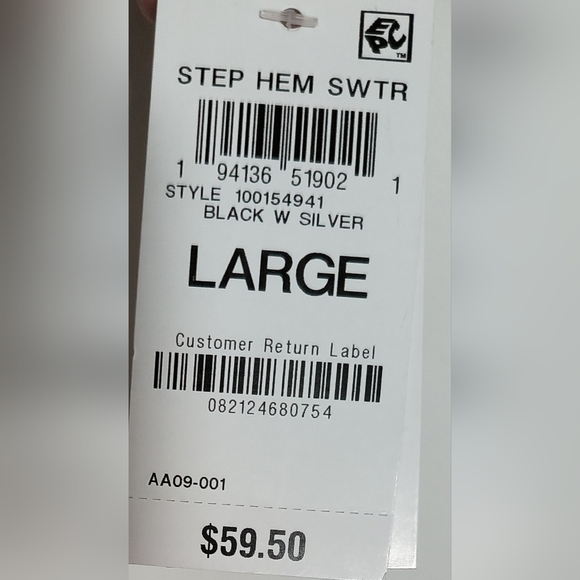 EPC
TM
STEP HEM SWTR
1 94136 51902 1
STYLE 100154941
BLACK W SILVER
LARGE
Customer Return Label
082124680754
AA09-001
$59.50